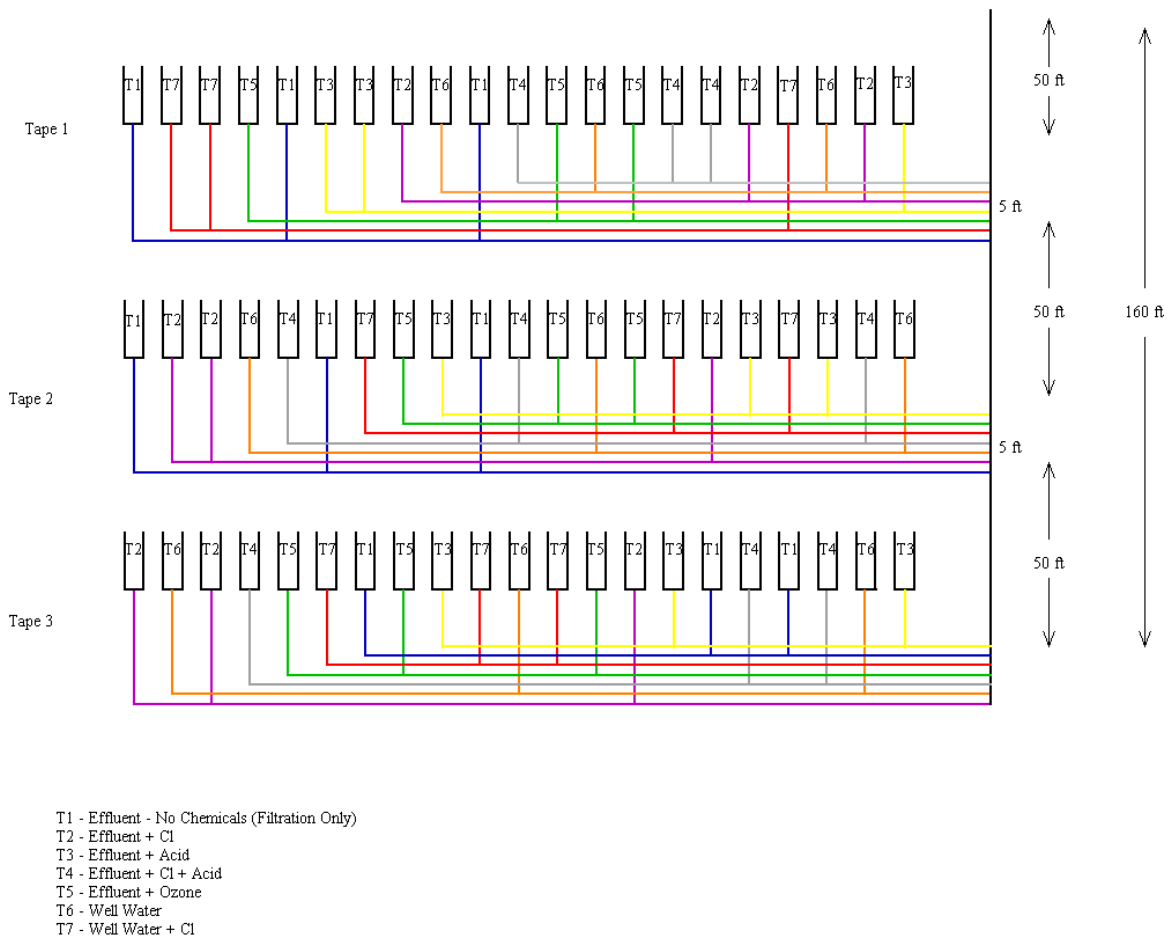 T1 T7 T7 T5 T1 T3 T3 T2 T6 T1 T4 T5 T6 T5 T4 T4 T2 T7 T6 T2 T3
50 ft
Tape 1
5 ft
T1 T2 T2 T6 T4 T1 T7 T5 T3 T1 T4 T5 T6 T5 T7 T2 T3 T7 T3 T4 T6
50 ft
160 ft
Tape 2
5 ft
T2 T6 T2 T4 T5 T7 T1 T5 T3 T7 T6 T7 T5 T2 T3 T1 T4 T1 T4 T6 T3
50 ft
Tape 3
T1 - Effluent - No Chemicals (Filtration Only)
T2 - Effluent + Cl
T3 - Effluent + Acid
T4 - Effluent + Cl + Acid
T5 - Effluent + Ozone
T6 - Well Water
T7 - Well Water + Cl